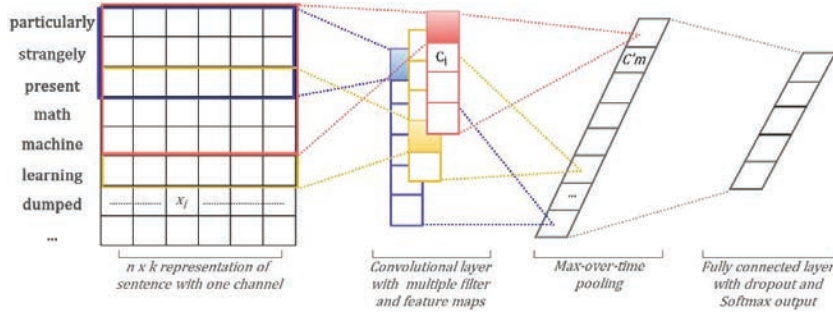 particularly
strangely
present
math
machine
learning
dumped
...
x_i
C_i
C'm
...
n x k representation of
sentence with one channel
Convolutional layer
with multiple filter
and feature maps
Max-over-time
pooling
Fully connected layer
with dropout and
Softmax output